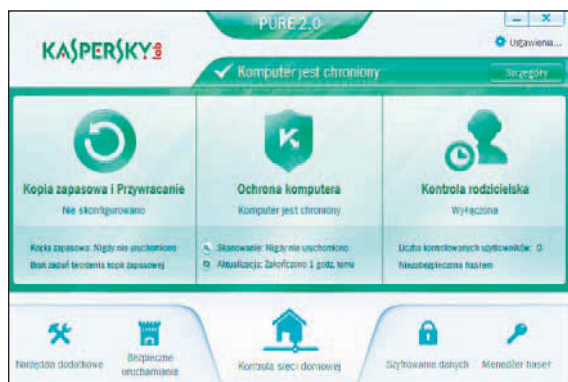 PURE 2.0
KASPERSKY lab
Ustawienia...
Komputer jest chroniony
Szczegóły
Kopia zapasowa i Przywracanie
Nie skonfigurowano
Kopia zapasowa: Nigdy nie uruchomiono
Brak zadań tworzenia kopii zapasowej
Ochrona komputera
Komputer jest chroniony
Skanowanie: Nigdy nie uruchomiono
Aktualizacja: Zakończono 1 godz. temu
Kontrola rodzicielska
Wyłączona
Liczba kontrolowanych użytkowników: 0
Niezabezpieczona hasłem
Narzędzia dodatkowe
Bezpieczne
uruchamianie
Kontrola sieci domowej
Szyfrowanie danych
Menedżer haseł